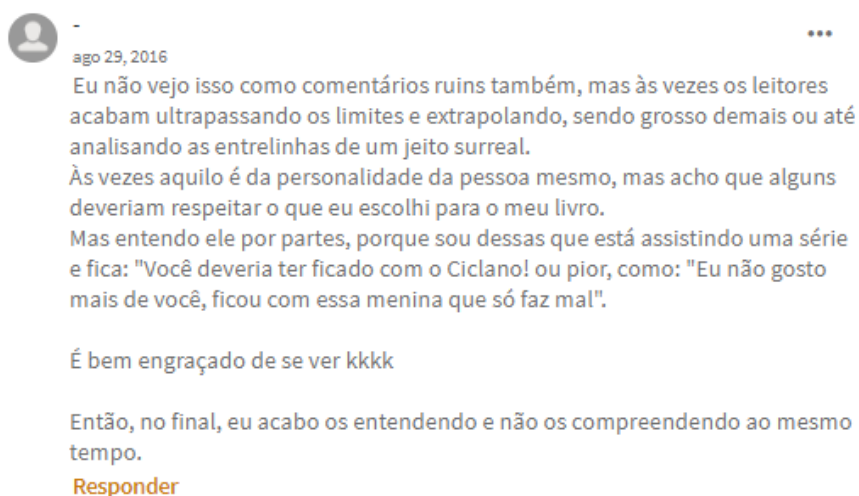 -
ago 29, 2016
Eu não vejo isso como comentários ruins também, mas às vezes os leitores
acabam ultrapassando os limites e extrapolando, sendo grosso demais ou até
analisando as entrelinhas de um jeito surreal.
Às vezes aquilo é da personalidade da pessoa mesmo, mas acho que alguns
deveriam respeitar o que eu escolhi para o meu livro.
Mas entendo ele por partes, porque sou dessas que está assistindo uma série
e fica: "Você deveria ter ficado com o Ciclano! ou pior, como: "Eu não gosto
mais de você, ficou com essa menina que só faz mal".
É bem engraçado de se ver kkkk
Então, no final, eu acabo os entendendo e não os compreendendo ao mesmo
tempo.
Responder